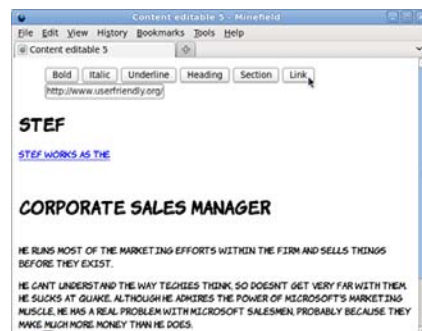 Content editable 5 - Minefield
File Edit View History Bookmarks Tools Help
Content editable 5
Bold Italic Underline Heading Section Link
http://www.userfriendly.org/
STEF
STEF WORKS AS THE
CORPORATE SALES MANAGER
HE RUNS MOST OF THE MARKETING EFFORTS WITHIN THE FIRM AND SELLS THINGS
BEFORE THEY EXIST.
HE CAN'T UNDERSTAND THE WAY TECHIES THINK, SO DOESN'T GET VERY FAR WITH THEM.
HE SUCKS AT QUAKE. ALTHOUGH HE ADMIRES THE POWER OF MICROSOFT'S MARKETING
MUSCLE, HE HAS A REAL PROBLEM WITH MICROSOFT SALESMEN, PROBABLY BECAUSE THEY
MAKE MUCH MORE MONEY THAN HE DOES.